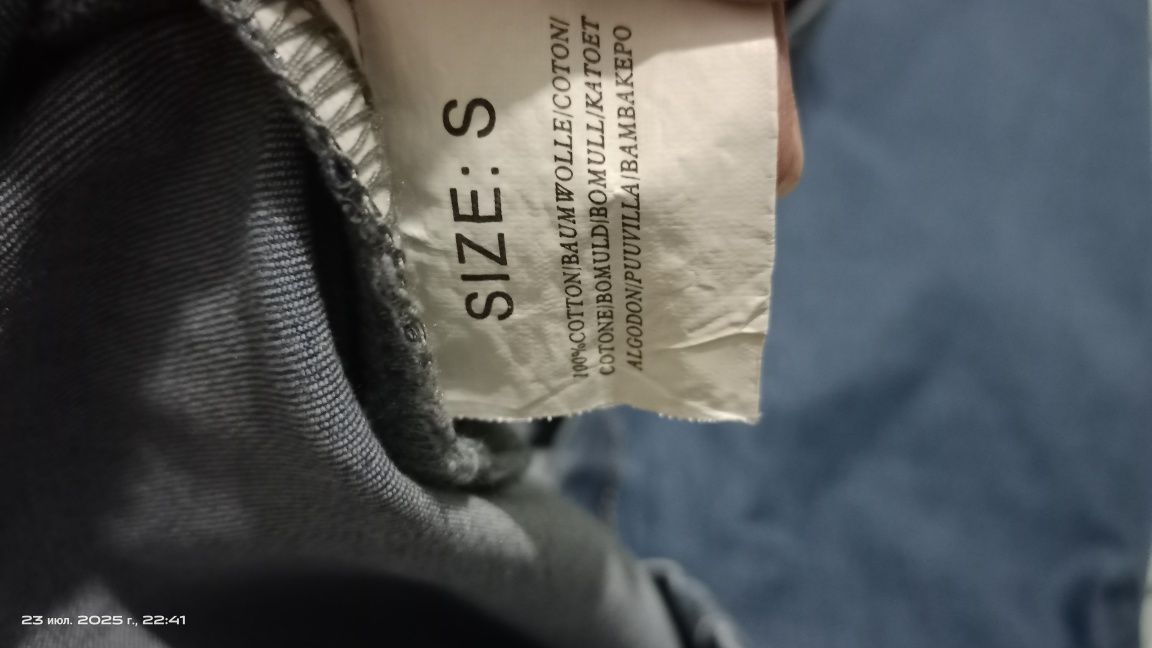 SIZE: S
100%COTTON/BAUMWOLLE/COTON/
COTONE/BOMULD/BOMULL/KATOET
ALGODON/PUUVILLA/BAMBAKEPO
23 июл. 2025 г., 22:41